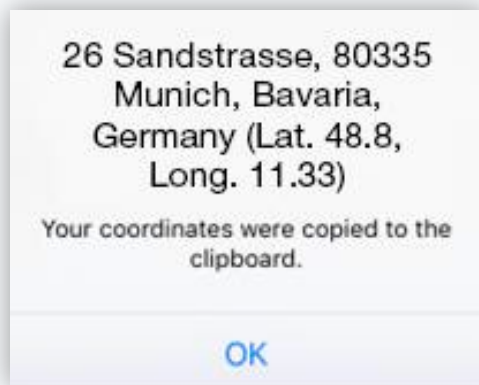 26 Sandstrasse, 80335
Munich, Bavaria,
Germany (Lat. 48.8,
Long. 11.33)
Your coordinates were copied to the
clipboard.
OK